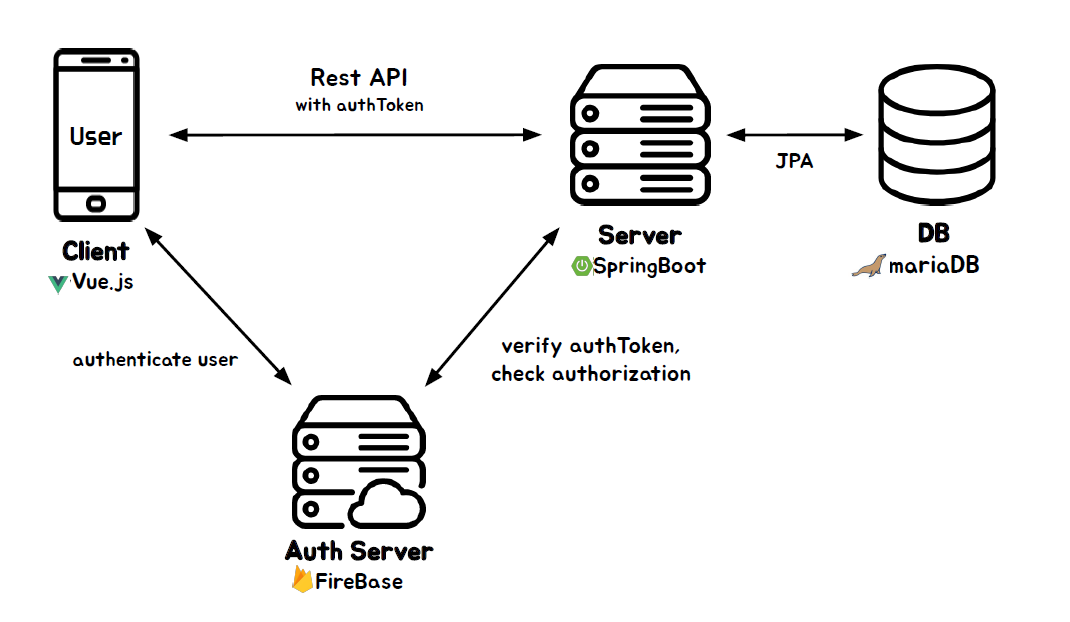 User
Rest API
with authToken
JPA
Client
Vue.js
Server
SpringBoot
DB
mariaDB
authenticate user
verify authToken,
check authorization
Auth Server
FireBase